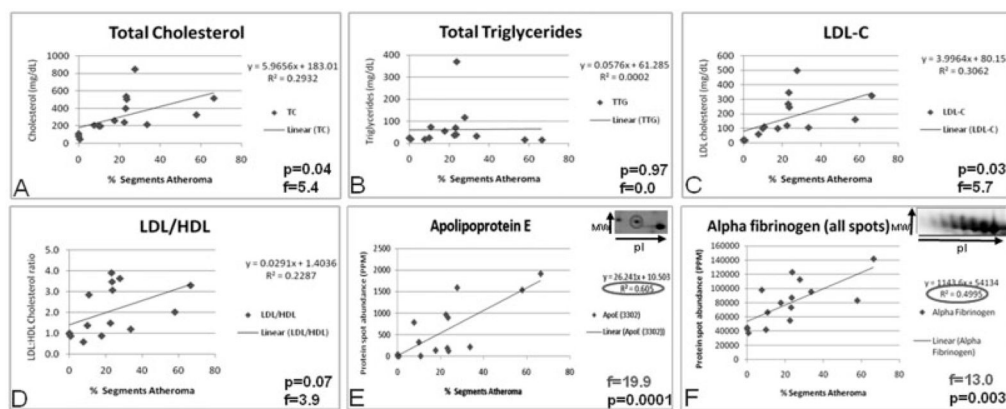 Total Cholesterol
Cholesterol (mg/dL)
1000
800
600
400
200
0
0 20 40 60 80
% Segments Atheroma
y = 5.9656x + 183.01
R² = 0.2932
TC
Linear (TC)
A
p=0.04
f=5.4
Total Triglycerides
Triglycerides (mg/dL)
400
300
200
100
0
0 20 40 60 80
% Segments Atheroma
y = 0.0576x + 61.285
R² = 0.0002
TTG
Linear (TTG)
B
p=0.97
f=0.0
LDL-C
LDL cholesterol (mg/dL)
600
500
400
300
200
100
0
0 20 40 60 80
% Segments Atheroma
y = 3.9964x + 80.15
R² = 0.3062
LDL-C
Linear (LDL-C)
C
p=0.03
f=5.7
LDL/HDL
LDL:HDL Cholesterol ratio
5.0
4.0
3.0
2.0
1.0
0.0
0 20 40 60 80
% Segments Atheroma
y = 0.0291x + 1.4036
R² = 0.2287
LDL/HDL
Linear (LDL/HDL)
D
p=0.07
f=3.9
Apolipoprotein E
MW
pI
Protein spot abundance (PPM)
2500
2000
1500
1000
500
0
0 20 40 60 80
% Segments Atheroma
y = 26.241x + 10.503
R² = 0.605
ApoE (3302)
Linear (ApoE (3302))
E
f=19.9
p=0.0001
Alpha fibrinogen (all spots)
MW
pI
Protein spot abundance (PPM)
160000
140000
120000
100000
80000
60000
40000
20000
0
0 20 40 60 80
% Segments Atheroma
y = 1143.6x + 54134
R² = 0.4995
Alpha Fibrinogen
Linear (Alpha
Fibrinogen)
F
f=13.0
p=0.003